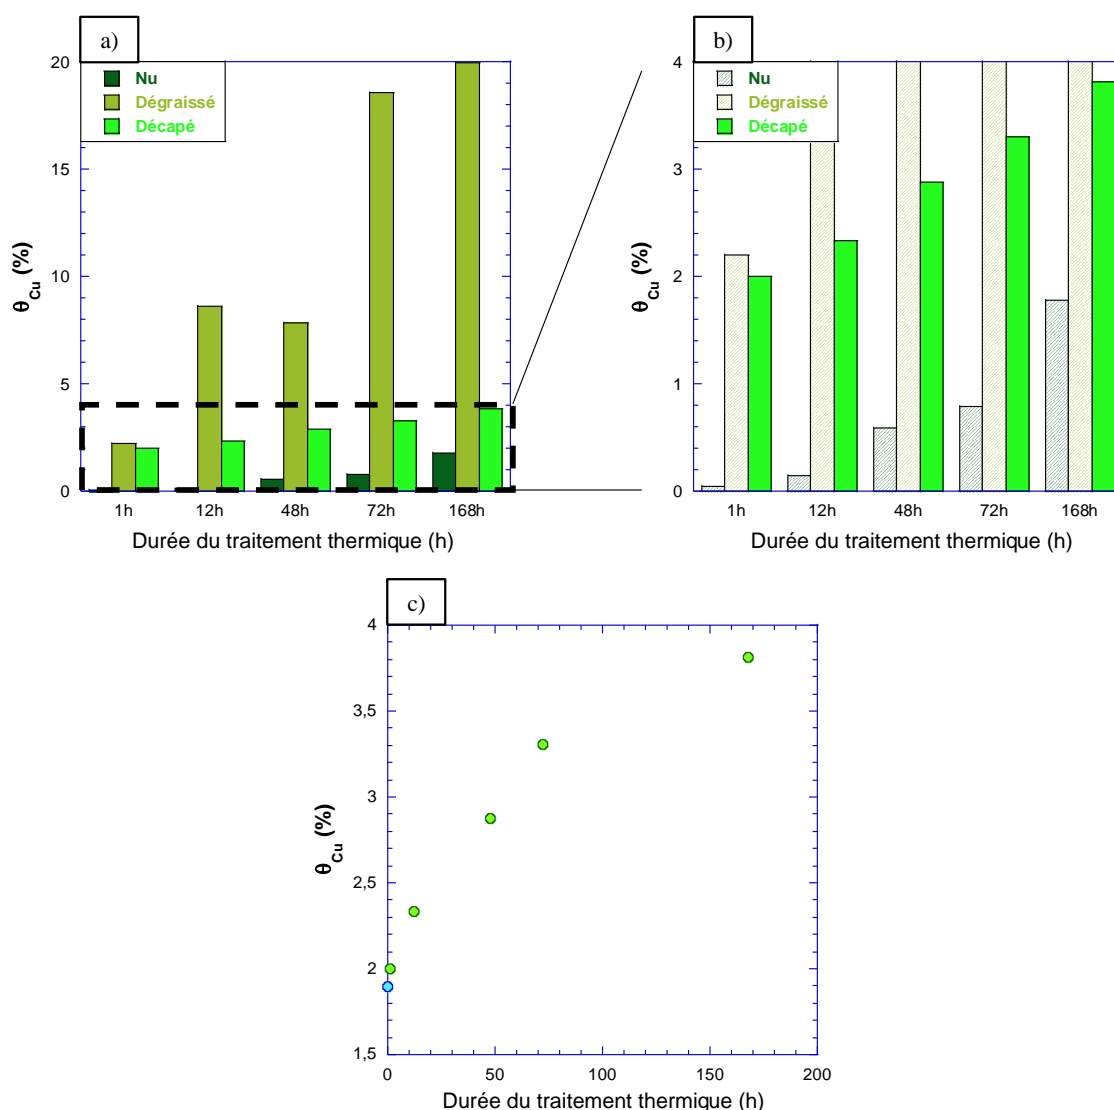 a)
20
15
10
5
0
θCu (%)
Nu
Dégraissé
Décapé
1h 12h 48h 72h 168h
Durée du traitement thermique (h)
b)
4
3
2
1
0
θCu (%)
Nu
Dégraissé
Décapé
1h 12h 48h 72h 168h
Durée du traitement thermique (h)
c)
4
3,5
3
2,5
2
1,5
θCu (%)
0 50 100 150 200
Durée du traitement thermique (h)